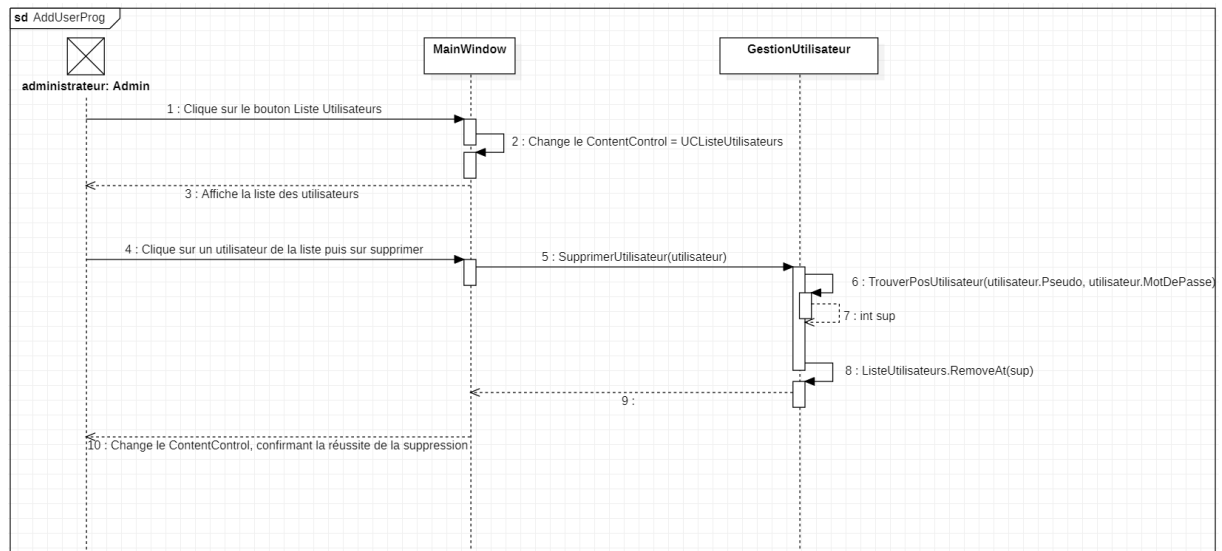 sd AddUserProg
administrateur: Admin
MainWindow
GestionUtilisateur
1 : Clique sur le bouton Liste Utilisateurs
2 : Change le ContentControl = UCListeUtilisateurs
3 : Affiche la liste des utilisateurs
4 : Clique sur un utilisateur de la liste puis sur supprimer
5 : SupprimerUtilisateur(utilisateur)
6 : TrouverPosUtilisateur(utilisateur.Pseudo, utilisateur.MotDePasse)
7 : int sup
8 : ListeUtilisateurs.RemoveAt(sup)
9 :
10 : Change le ContentControl, confirmant la réussite de la suppression